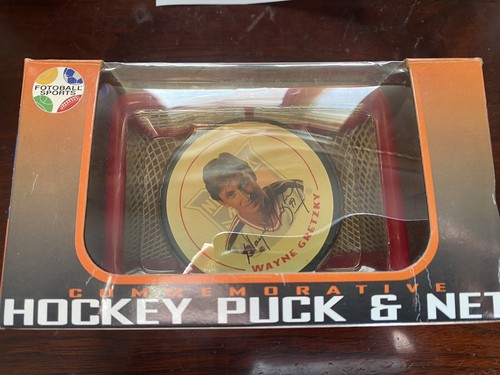 FOTOBALL
SPORTS
WAYNE GRETZKY
COMMEMORATIVE
HOCKEY PUCK & NET